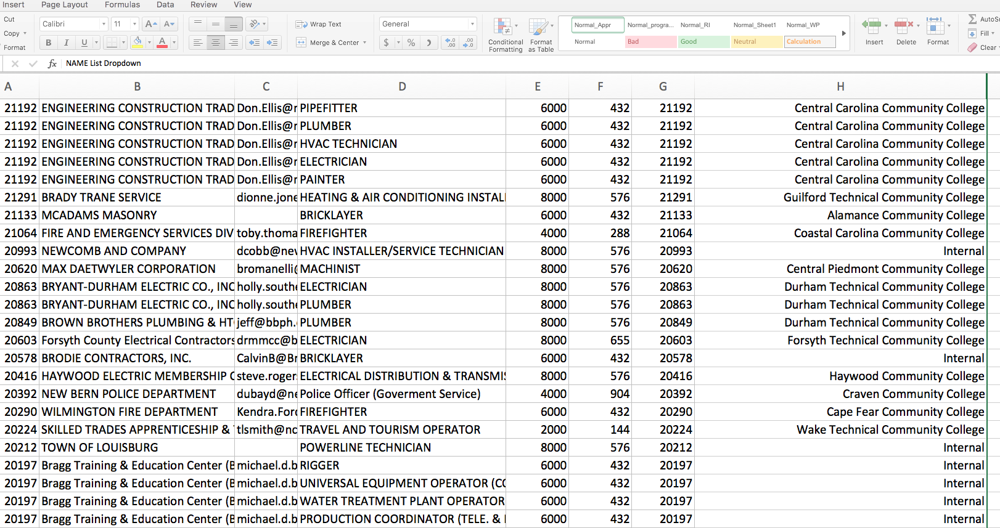 Insert Page Layout Formulas Data Review View
Cut
Copy
Format
Calibri 11 A A
B I U A
Wrap Text
Merge & Center
General
$ % .00
Conditional Formatting
Format as Table
Normal_Appr Normal_progra... Normal_RI Normal_Sheet1 Normal_WP
Normal Bad Good Neutral Calculation
Insert Delete Format
Fill
Clear
fx NAME List Dropdown
A B C D E F G H
21192 ENGINEERING CONSTRUCTION TRAD Don.Ellis@r PIPEFITTER 6000 432 21192 Central Carolina Community College
21192 ENGINEERING CONSTRUCTION TRAD Don.Ellis@r PLUMBER 6000 432 21192 Central Carolina Community College
21192 ENGINEERING CONSTRUCTION TRAD Don.Ellis@r HVAC TECHNICIAN 6000 432 21192 Central Carolina Community College
21192 ENGINEERING CONSTRUCTION TRAD Don.Ellis@r ELECTRICIAN 6000 432 21192 Central Carolina Community College
21192 ENGINEERING CONSTRUCTION TRAD Don.Ellis@r PAINTER 6000 432 21192 Central Carolina Community College
21291 BRADY TRANE SERVICE dionne.jone HEATING & AIR CONDITIONING INSTAL 8000 576 21291 Guilford Technical Community College
21133 MCADAMS MASONRY BRICKLAYER 6000 432 21133 Alamance Community College
21064 FIRE AND EMERGENCY SERVICES DIV toby.thoma FIREFIGHTER 4000 288 21064 Coastal Carolina Community College
20993 NEWCOMB AND COMPANY dcobb@nev HVAC INSTALLER/SERVICE TECHNICIAN 8000 576 20993 Internal
20620 MAX DAETWYLER CORPORATION bromanelli@ MACHINIST 8000 576 20620 Central Piedmont Community College
20863 BRYANT-DURHAM ELECTRIC CO., INC holly.southe ELECTRICIAN 8000 576 20863 Durham Technical Community College
20863 BRYANT-DURHAM ELECTRIC CO., INC holly.southe PLUMBER 8000 576 20863 Durham Technical Community College
20849 BROWN BROTHERS PLUMBING & HT jeff@bbph. PLUMBER 8000 576 20849 Durham Technical Community College
20603 Forsyth County Electrical Contractors drmmcc@b ELECTRICIAN 8000 655 20603 Forsyth Technical Community College
20578 BRODIE CONTRACTORS, INC. CalvinB@Br BRICKLAYER 6000 432 20578 Internal
20416 HAYWOOD ELECTRIC MEMBERSHIP C steve.roger ELECTRICAL DISTRIBUTION & TRANSMIS 8000 576 20416 Haywood Community College
20392 NEW BERN POLICE DEPARTMENT dubayd@ne Police Officer (Goverment Service) 4000 904 20392 Craven Community College
20290 WILMINGTON FIRE DEPARTMENT Kendra.Ford FIREFIGHTER 6000 432 20290 Cape Fear Community College
20224 SKILLED TRADES APPRENTICESHIP & tlsmith@nc TRAVEL AND TOURISM OPERATOR 2000 144 20224 Wake Technical Community College
20212 TOWN OF LOUISBURG POWERLINE TECHNICIAN 8000 576 20212 Internal
20197 Bragg Training & Education Center (B michael.d.b RIGGER 6000 432 20197 Internal
20197 Bragg Training & Education Center (B michael.d.b UNIVERSAL EQUIPMENT OPERATOR (CO 6000 432 20197 Internal
20197 Bragg Training & Education Center (B michael.d.b WATER TREATMENT PLANT OPERATOR 6000 432 20197 Internal
20197 Bragg Training & Education Center (B michael.d.b PRODUCTION COORDINATOR (TELE. & 6000 432 20197 Internal